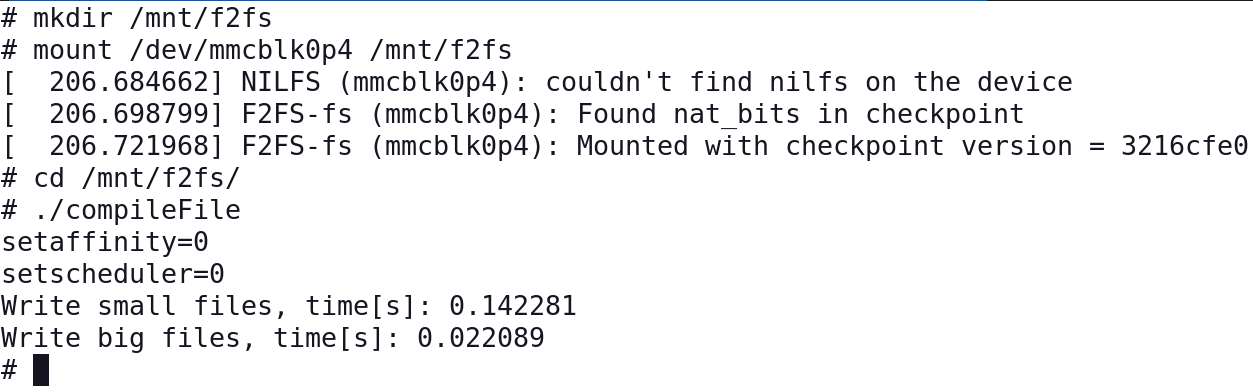 # mkdir /mnt/f2fs
# mount /dev/mmcblk0p4 /mnt/f2fs
[  206.684662] NILFS (mmcblk0p4): couldn't find nilfs on the device
[  206.698799] F2FS-fs (mmcblk0p4): Found nat_bits in checkpoint
[  206.721968] F2FS-fs (mmcblk0p4): Mounted with checkpoint version = 3216cfe0
# cd /mnt/f2fs/
# ./compileFile
setaffinity=0
setscheduler=0
Write small files, time[s]: 0.142281
Write big files, time[s]: 0.022089
#